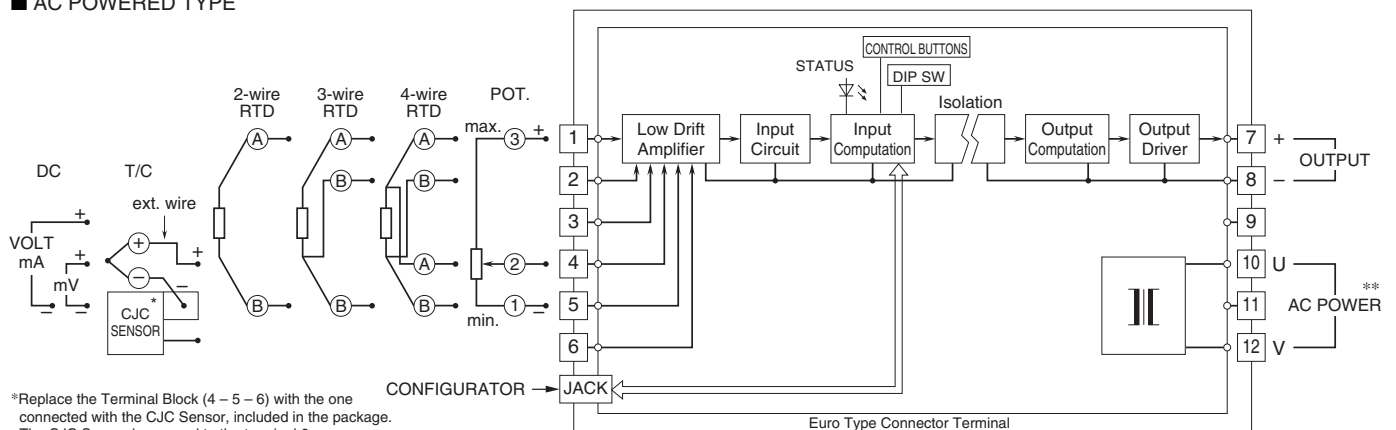 ■ AC POWERED TYPE
CONTROL BUTTONS
STATUS
DIP SW
Isolation
2-wire RTD
3-wire RTD
4-wire RTD
POT.
max.
A
A
A
3
+
1
Low Drift Amplifier
Input Circuit
Input Computation
Output Computation
Output Driver
7
+
OUTPUT
B
B
2
8
−
DC
T/C
ext. wire
3
9
+
VOLT
mA
+
mV
+
+
A
2
4
10
U
−
−
−
−
* CJC SENSOR
B
B
B
1
−
min.
5
11
AC POWER **
6
12
V
CONFIGURATOR
JACK
*Replace the Terminal Block (4 – 5 – 6) with the one
connected with the CJC Sensor, included in the package.
Euro Type Connector Terminal